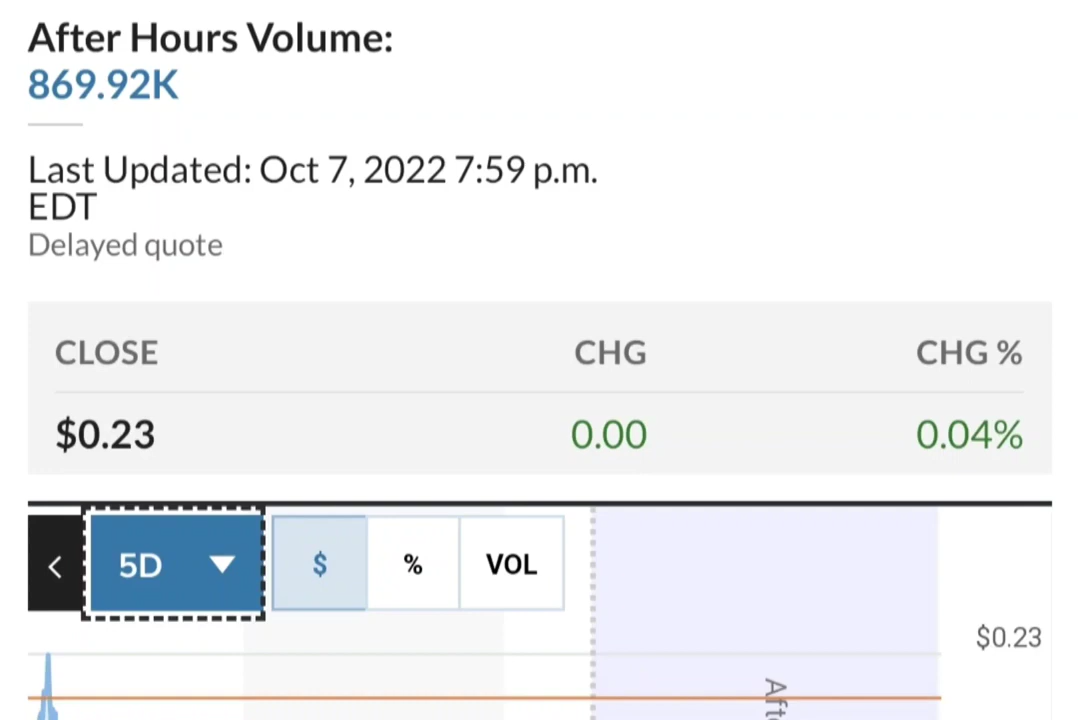 After Hours Volume:
869.92K
Last Updated: Oct 7, 2022 7:59 p.m.
EDT
Delayed quote
CLOSE CHG CHG %
$0.23 0.00 0.04%
5D $ % VOL
$0.23